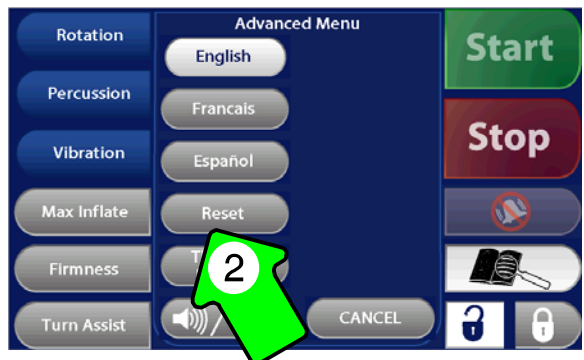 Advanced Menu
Rotation
Percussion
Vibration
Max Inflate
Firmness
Turn Assist
English
Francais
Español
Reset
2
CANCEL
Start
Stop